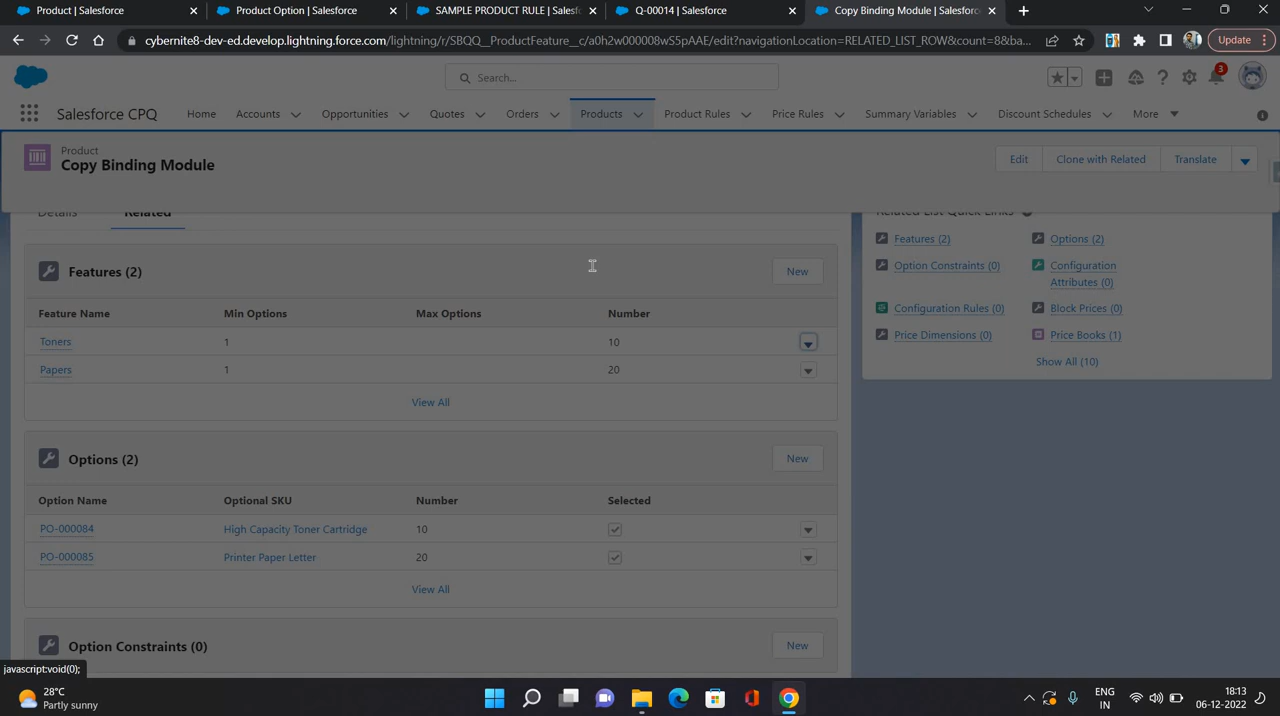 Product | Salesforce
Product Option | Salesforce
SAMPLE PRODUCT RULE | Salesf
Q-00014 | Salesforce
Copy Binding Module | Salesforc
cybernite8-dev-ed.develop.lightning.force.com/lightning/r/SBQQ__ProductFeature__c/a0h2w000008wS5pAAE/edit?navigationLocation=RELATED_LIST_ROW&count=8&ba...
Update
Search...
3
Salesforce CPQ
Home
Accounts
Opportunities
Quotes
Orders
Products
Product Rules
Price Rules
Summary Variables
Discount Schedules
More
Product
Copy Binding Module
Edit
Clone with Related
Translate
Details
Related
Related List Quick Links
Features (2)
New
Features (2)
Options (2)
Option Constraints (0)
Configuration Attributes (0)
Configuration Rules (0)
Block Prices (0)
Price Dimensions (0)
Price Books (1)
Show All (10)
Feature Name
Min Options
Max Options
Number
Toners
1
10
Papers
1
20
View All
Options (2)
New
Option Name
Optional SKU
Number
Selected
PO-000084
High Capacity Toner Cartridge
10
PO-000085
Printer Paper Letter
20
View All
Option Constraints (0)
New
javascript:void(0);
28°C
Partly sunny
ENG
IN
18:13
06-12-2022